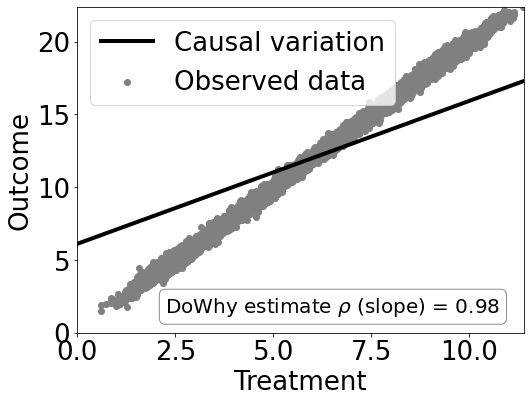 Causal variation
Observed data
20
15
10
5
0
Outcome
DoWhy estimate ρ (slope) = 0.98
0.0 2.5 5.0 7.5 10.0
Treatment